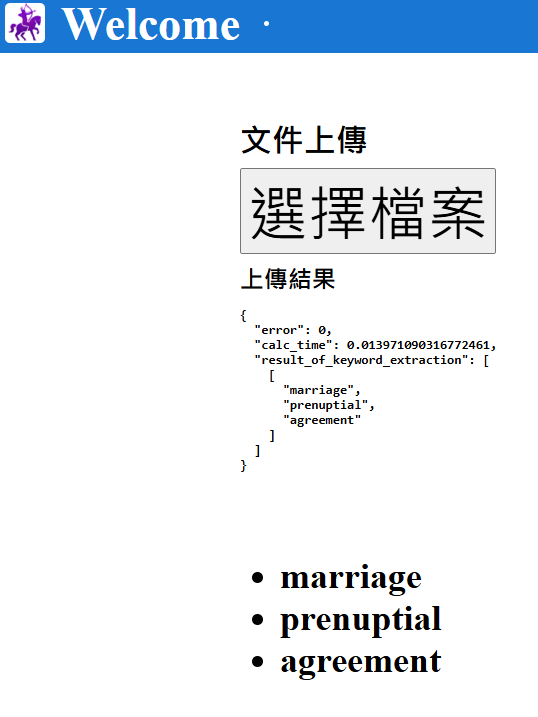 Welcome ·
文件上傳
選擇檔案
上傳結果
{
  "error": 0,
  "calc_time": 0.013971090316772461,
  "result_of_keyword_extraction": [
    [
      "marriage",
      "prenuptial",
      "agreement"
    ]
  ]
}
• marriage
• prenuptial
• agreement